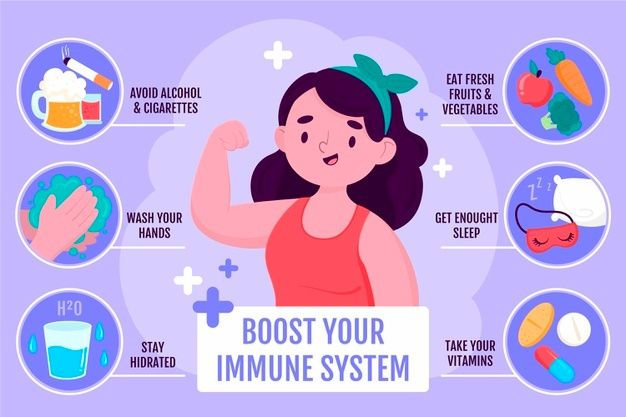 AVOID ALCOHOL
& CIGARETTES
WASH YOUR
HANDS
H2O
STAY
HIDRATED
EAT FRESH
FRUITS &
VEGETABLES
Z Z Z
GET ENOUGHT
SLEEP
TAKE YOUR
VITAMINS
BOOST YOUR
IMMUNE SYSTEM